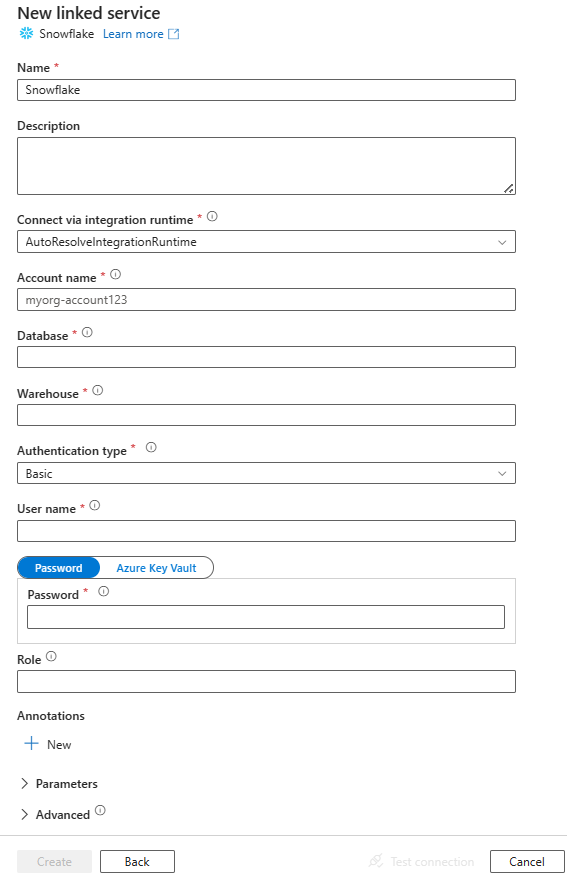 New linked service
Snowflake Learn more
Name *
Snowflake
Description
Connect via integration runtime *
AutoResolveIntegrationRuntime
Account name *
myorg-account123
Database *
Warehouse *
Authentication type *
Basic
User name *
Password Azure Key Vault
Password *
Role
Annotations
New
Parameters
Advanced
Create Back Test connection Cancel